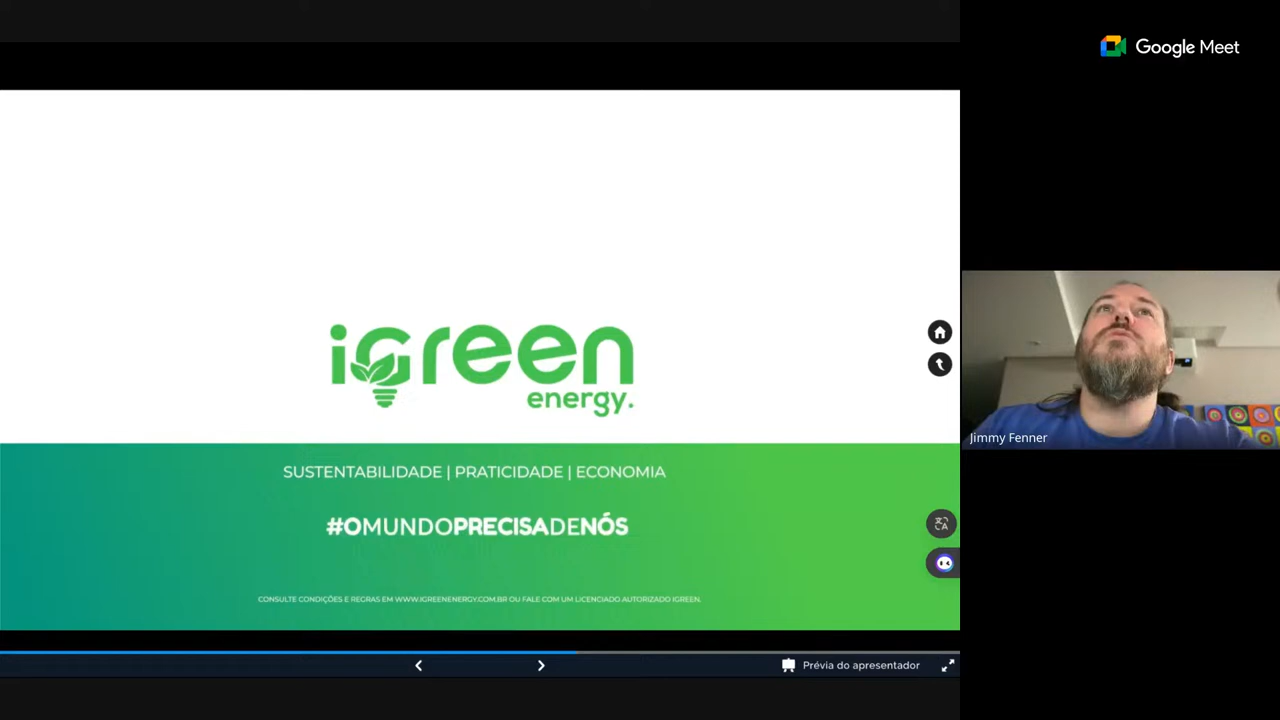 Google Meet
igreen
energy.
SUSTENTABILIDADE | PRATICIDADE | ECONOMIA
#OMUNDOPRECISADENÓS
CONSULTE CONDIÇÕES E REGRAS EM WWW.IGREENENERGY.COM.BR OU FALE COM UM LICENCIADO AUTORIZADO IGREEN.
Jimmy Fenner
Prévia do apresentador